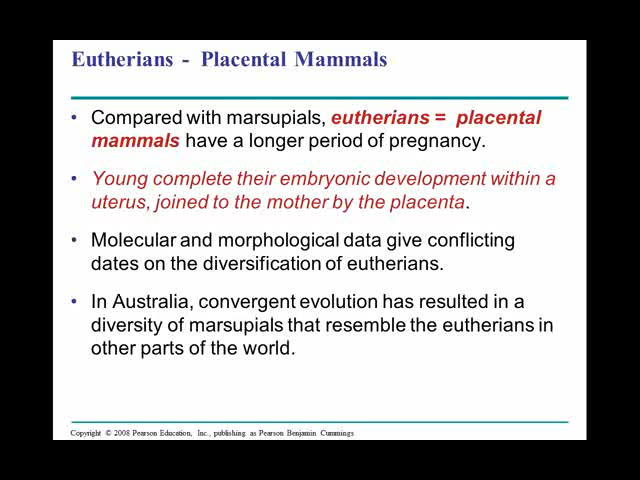 Eutherians - Placental Mammals
• Compared with marsupials, eutherians = placental
mammals have a longer period of pregnancy.
• Young complete their embryonic development within a
uterus, joined to the mother by the placenta.
• Molecular and morphological data give conflicting
dates on the diversification of eutherians.
• In Australia, convergent evolution has resulted in a
diversity of marsupials that resemble the eutherians in
other parts of the world.
Copyright © 2008 Pearson Education, Inc., publishing as Pearson Benjamin Cummings